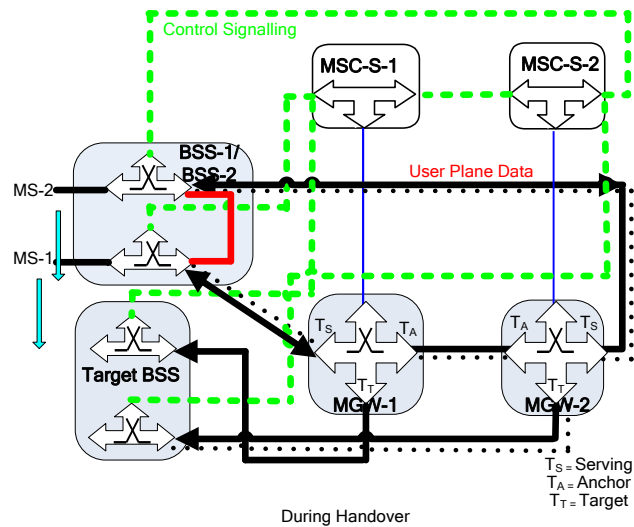 Control Signalling
MSC-S-1
MSC-S-2
BSS-1/
BSS-2
User Plane Data
MS-2
MS-1
TS
TA
TA
TS
Target BSS
TT
TT
MGW-1
MGW-2
TS = Serving
TA = Anchor
TT = Target
During Handover